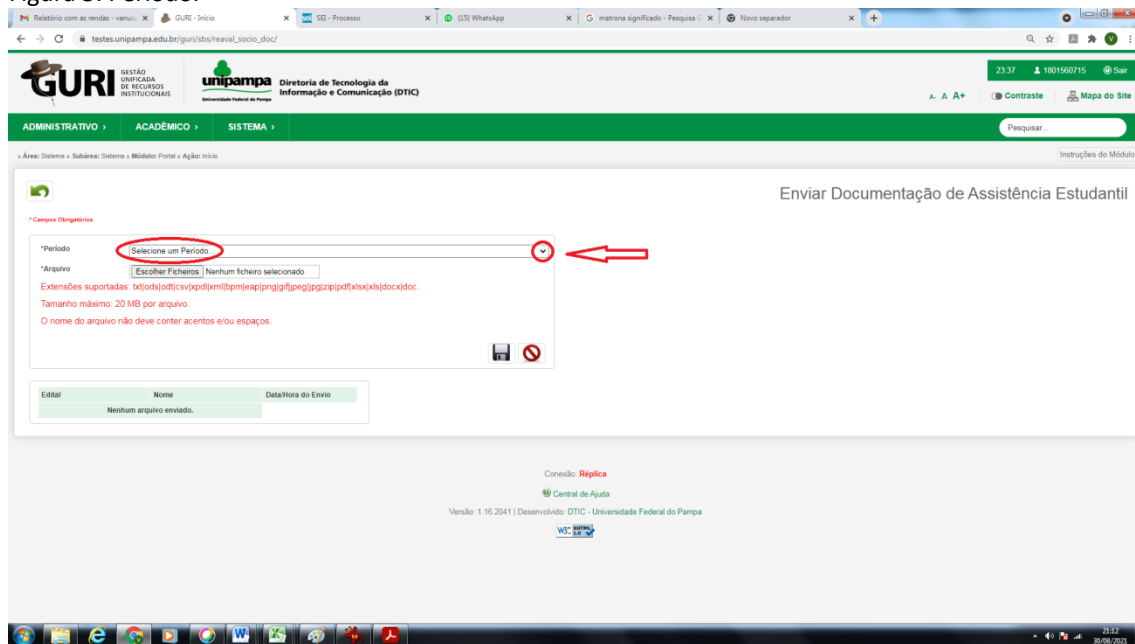 Relatório com as rendas - vanus
GURI - Início
SEI - Processo
(15) WhatsApp
matrona significado - Pesquisa G
Novo separador
testes.unipampa.edu.br/guri/sbs/reaval_socio_doc/
V
GURI
GESTÃO
UNIFICADA
DE RECURSOS
INSTITUCIONAIS
unipampa
Universidade Federal do Pampa
Diretoria de Tecnologia da
Informação e Comunicação (DTIC)
23:37 1801560715 Sair
A- A A+ Contraste Mapa do Site
ADMINISTRATIVO › ACADÊMICO › SISTEMA ›
Pesquisar...
» Área: Sistema » Subárea: Sistema » Módulo: Portal » Ação: Início
Instruções do Módulo
Enviar Documentação de Assistência Estudantil
* Campos Obrigatórios
*Período Selecione um Período...
*Arquivo Escolher Ficheiros Nenhum ficheiro selecionado
Extensões suportadas: txt|ods|odt|csv|xpdl|xml|bpm|eap|png|gif|jpeg|jpg|zip|pdf|xlsx|xls|docx|doc.
Tamanho máximo: 20 MB por arquivo.
O nome do arquivo não deve conter acentos e/ou espaços.
Edital Nome Data/Hora do Envio
Nenhum arquivo enviado.
Conexão: Réplica
Central de Ajuda
Versão: 1.16.2041 | Desenvolvido: DTIC - Universidade Federal do Pampa
W3C XHTML 1.0
21:12
30/08/2021